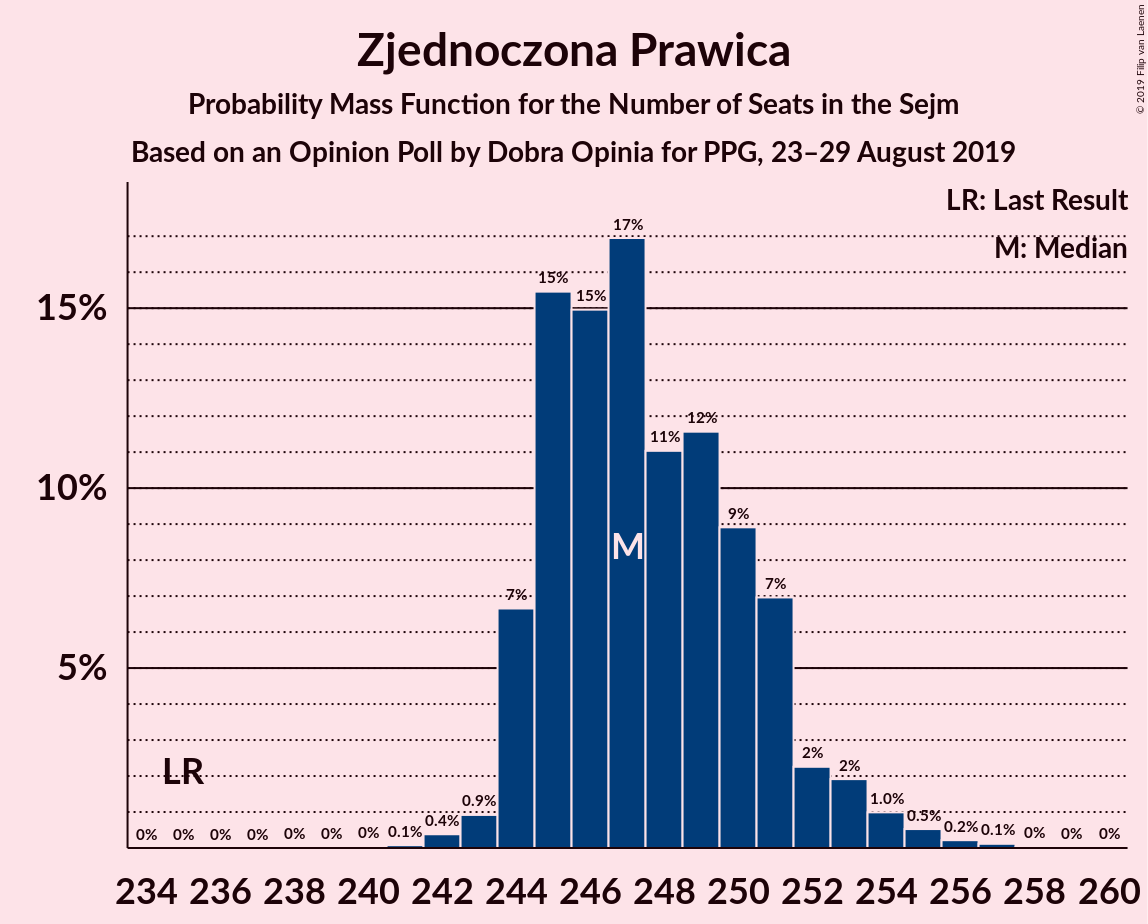 Zjednoczona Prawica
Probability Mass Function for the Number of Seats in the Sejm
Based on an Opinion Poll by Dobra Opinia for PPG, 23–29 August 2019
© 2019 Filip van Laenen
LR: Last Result
M: Median
15%
10%
5%
0% 0% 0% 0% 0% 0% 0% 0.1% 0.4% 0.9% 7% 15% 15% 17% 11% 12% 9% 7% 2% 2% 1.0% 0.5% 0.2% 0.1% 0% 0% 0%
LR
M
234 236 238 240 242 244 246 248 250 252 254 256 258 260